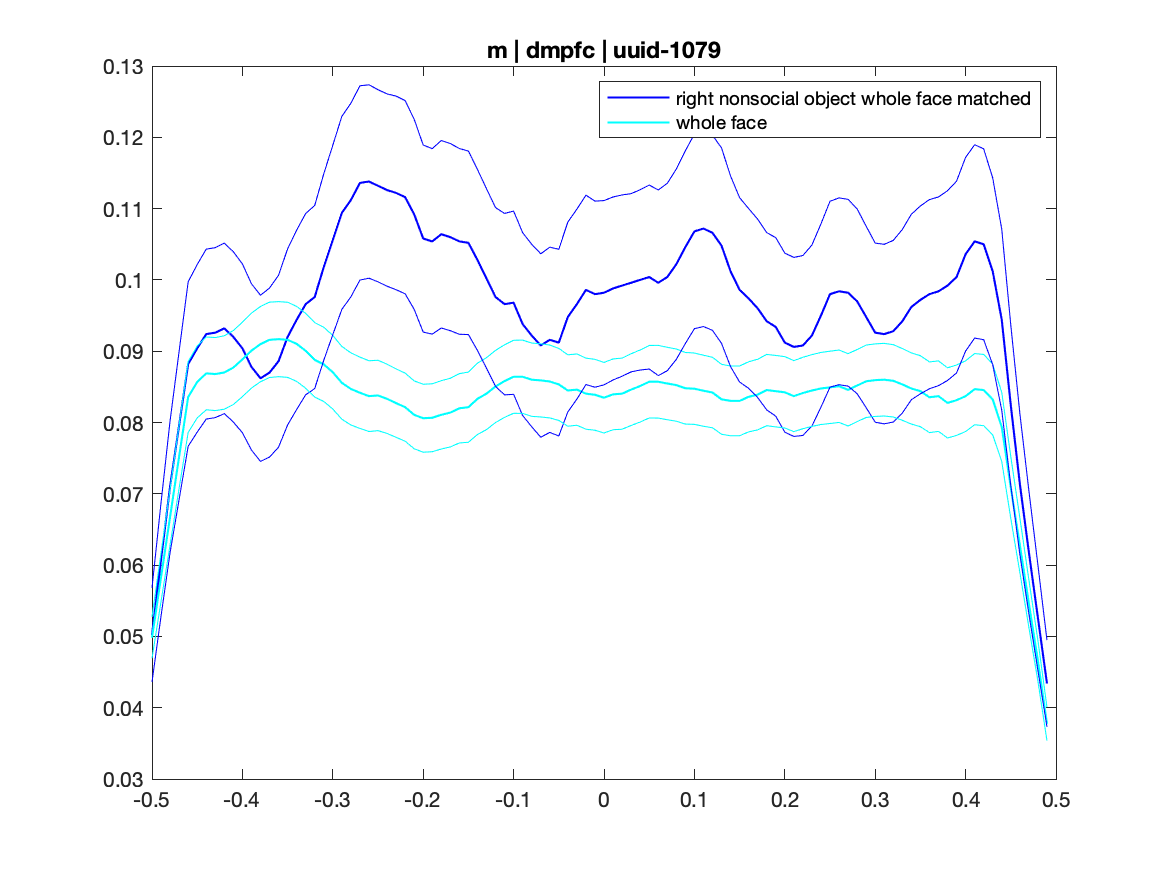 m | dmpfc | uuid-1079
right nonsocial object whole face matched
whole face
0.13
0.12
0.11
0.1
0.09
0.08
0.07
0.06
0.05
0.04
0.03
-0.5 -0.4 -0.3 -0.2 -0.1 0 0.1 0.2 0.3 0.4 0.5